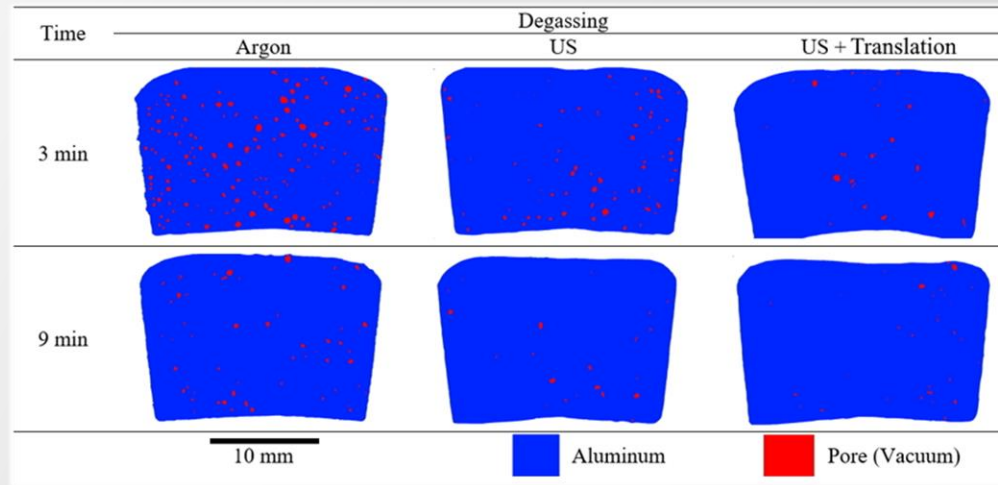 Time
Degassing
Argon
US
US + Translation
3 min
9 min
10 mm
Aluminum
Pore (Vacuum)